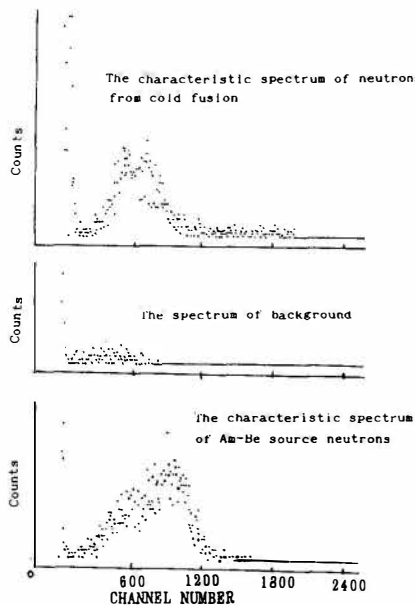 The characteristic spectrum of neutron
from cold fusion
Counts
The spectrum of background
Counts
The characteristic spectrum
of Am-Be source neutrons
Counts
0 600 1200 1800 2400
CHANNEL NUMBER